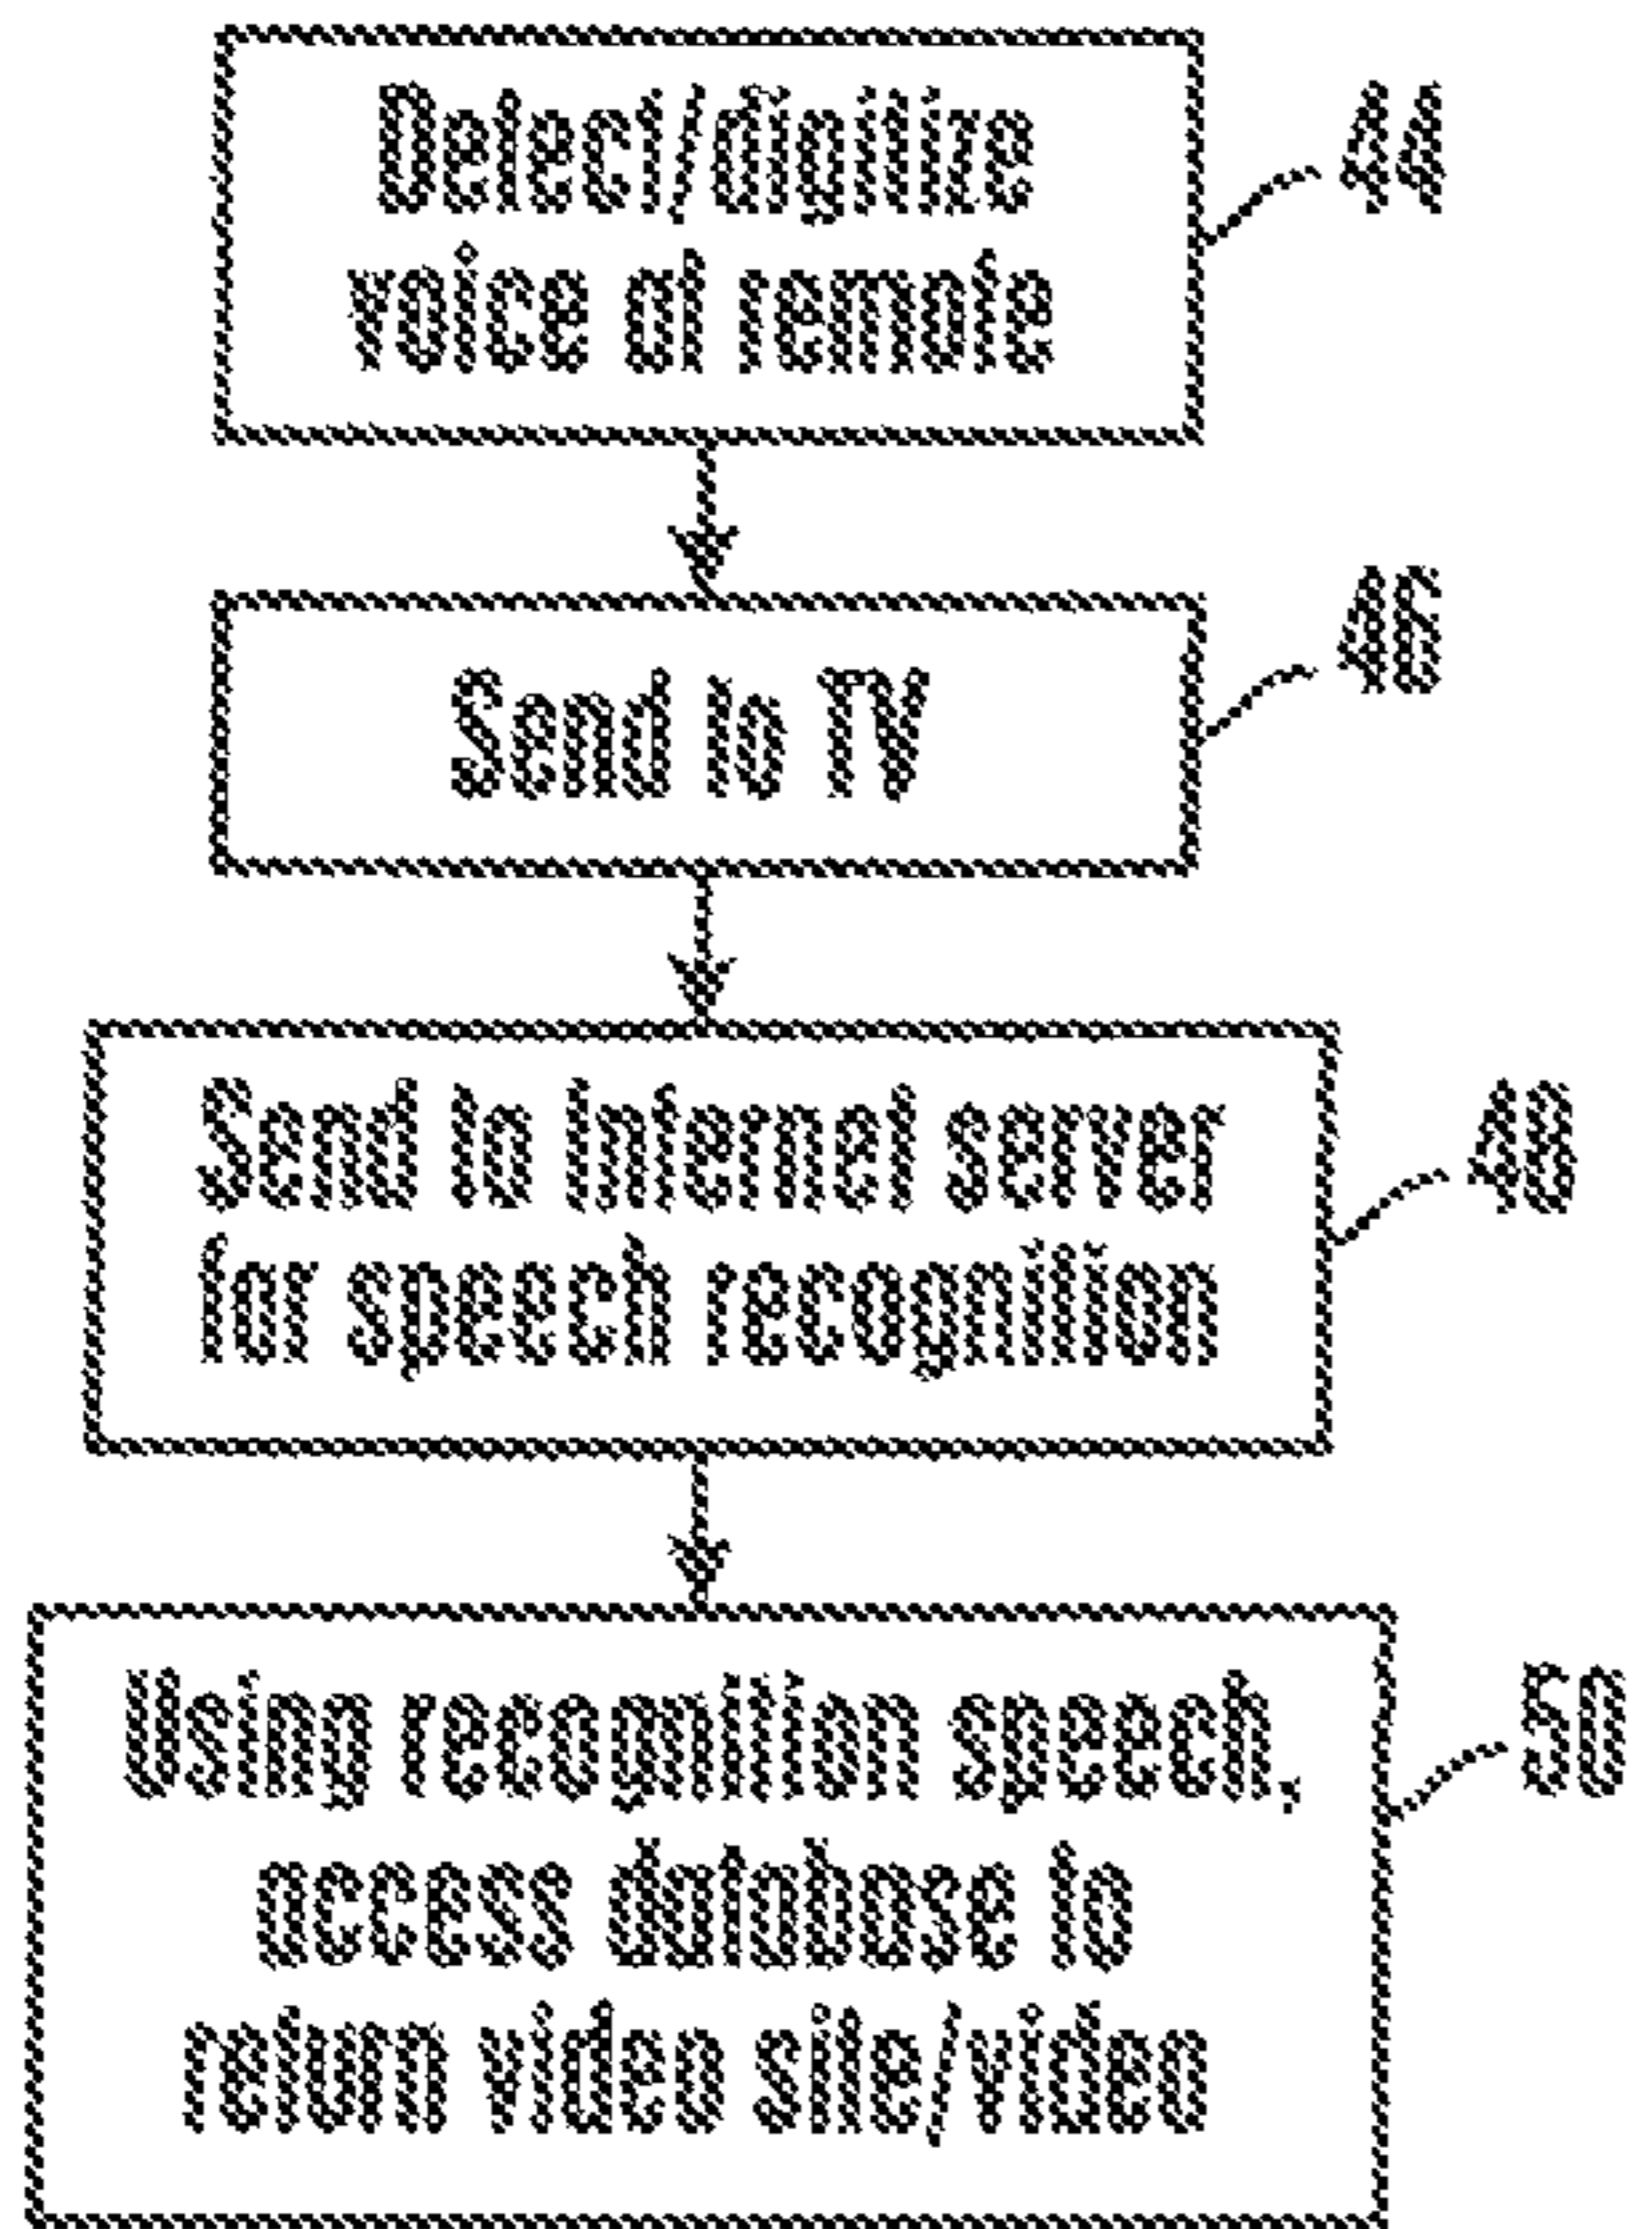 Detect/digitize
voice at remote
44
Send to TV
46
Send to Internet server
for speech recognition
48
Using recognition speech,
access database to
return video site/video
50